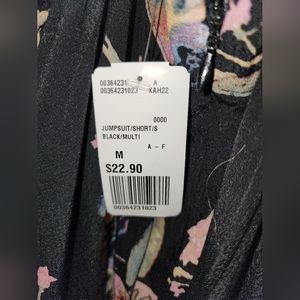 00364231 A
00364231023 KAH22
0000
JUMPSUIT/SHORT/S
BLACK/MULTI
A - F
M
$22.90
00364231023